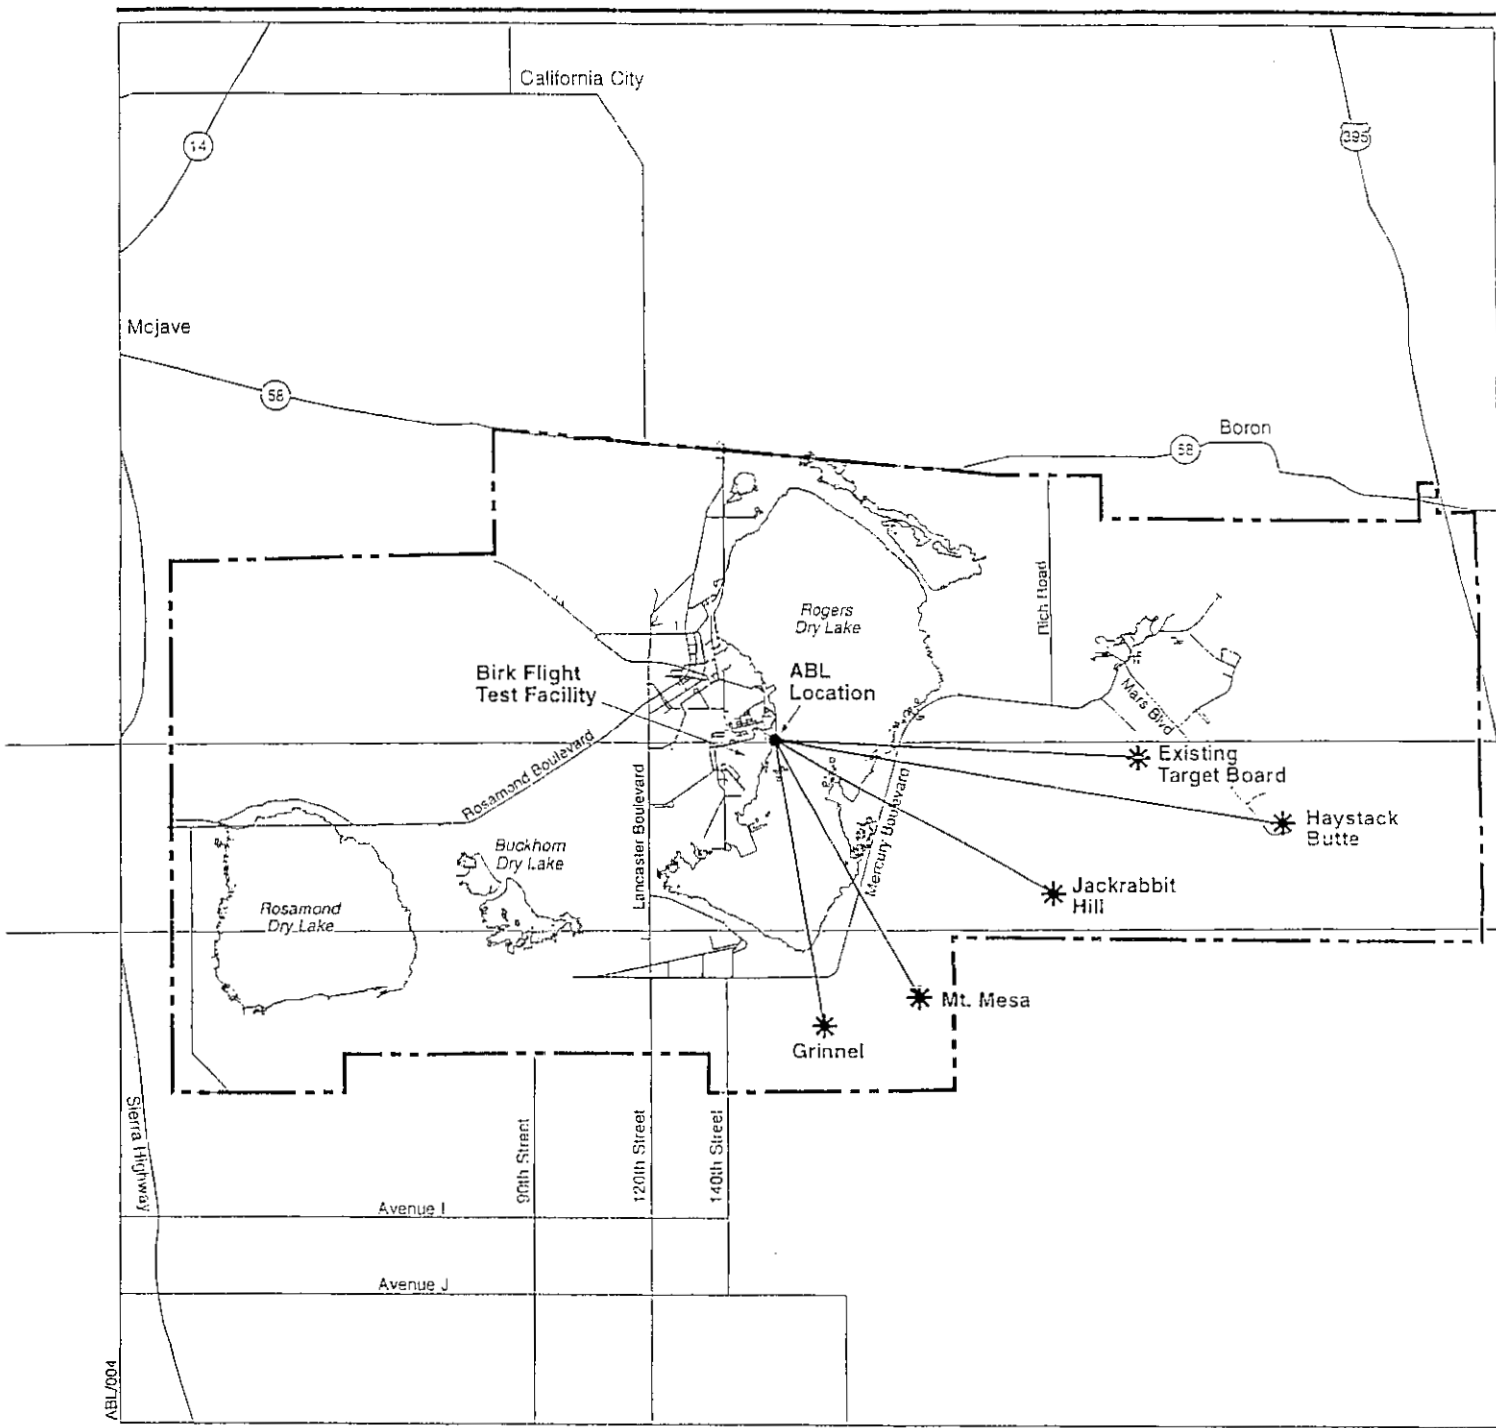 California City
14
395
Mcjave
58
Boron
58
Rich Road
Rogers
Dry Lake
Birk Flight
Test Facility
ABL
Location
Mars Blvd
Existing
Target Board
Rosamond Boulevard
Lancaster Boulevard
Mercury Boulevard
Haystack
Butte
Buckhorn
Dry Lake
Jackrabbit
Hill
Rosamond
Dry Lake
Mt. Mesa
Grinnel
Sierra Highway
90th Street
120th Street
140th Street
Avenue I
Avenue J
ABL/004